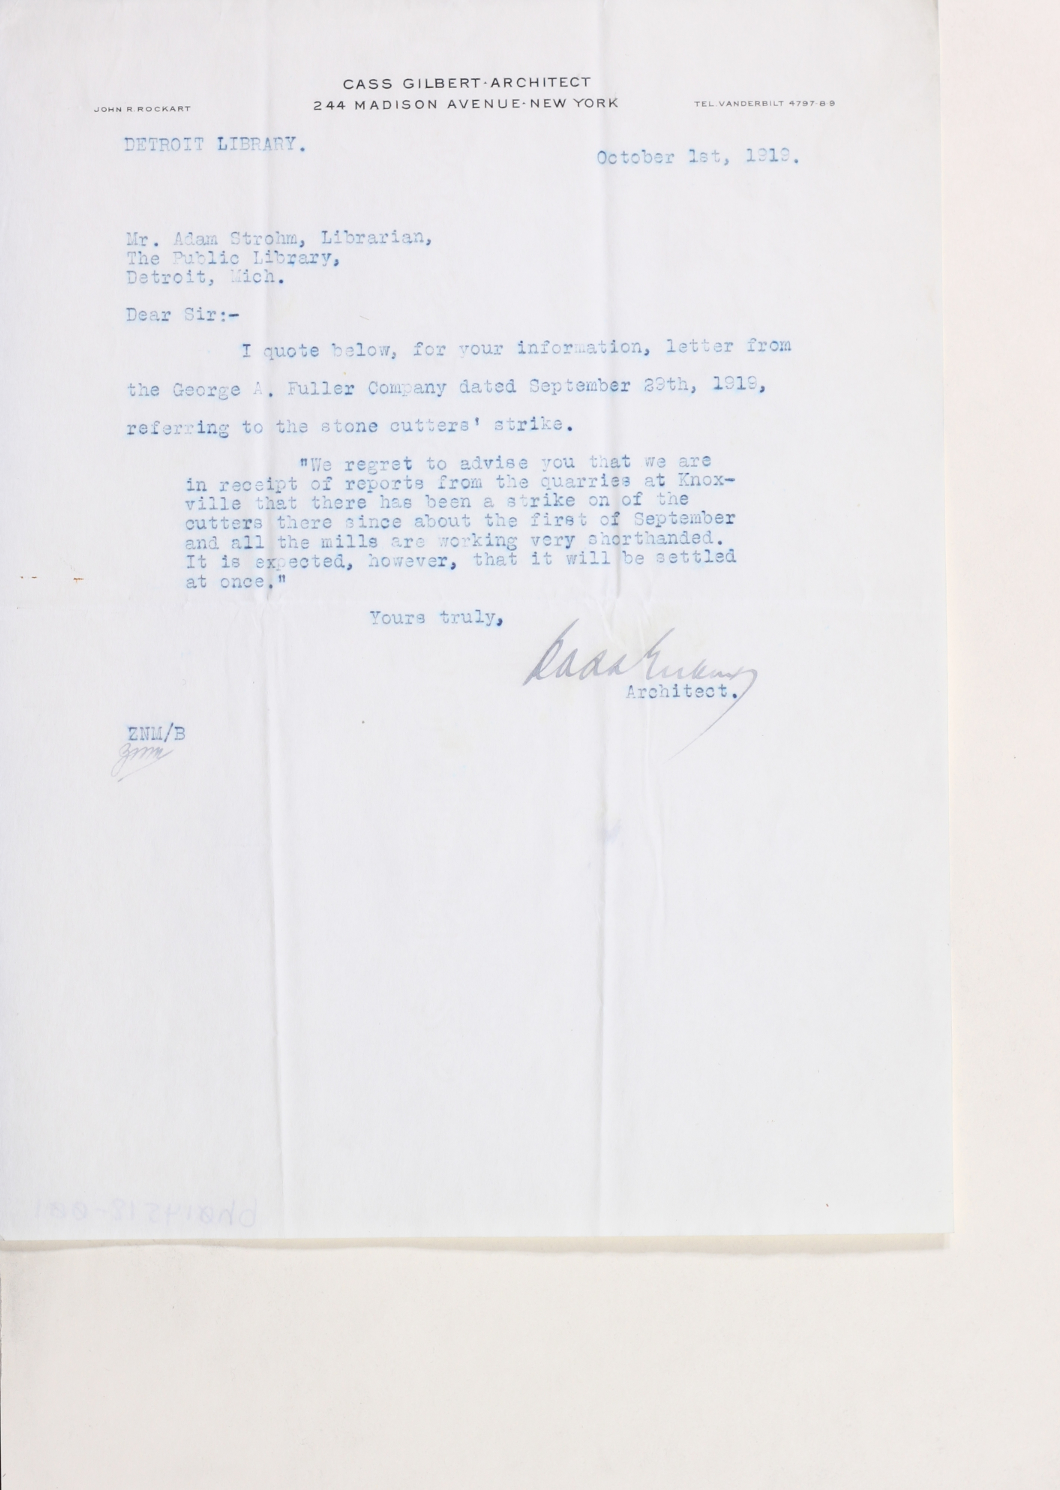 CASS GILBERT-ARCHITECT
244 MADISON AVENUE-NEW YORK
JOHN R. ROCKART
TEL. VANDERBILT 4797-8-9
DETROIT LIBRARY.
October 1st, 1919.
Mr. Adam Strohm, Librarian,
The Public Library,
Detroit, Mich.
Dear Sir:-
I quote below, for your information, letter from
the George A. Fuller Company dated September 29th, 1919,
referring to the stone cutters' strike.
"We regret to advise you that we are
in receipt of reports from the quarries at Knox-
ville that there has been a strike on of the
cutters there since about the first of September
and all the mills are working very shorthanded.
It is expected, however, that it will be settled
at once."
Yours truly,
Cass Gilbert
Architect.
ZNM/B
ZNM